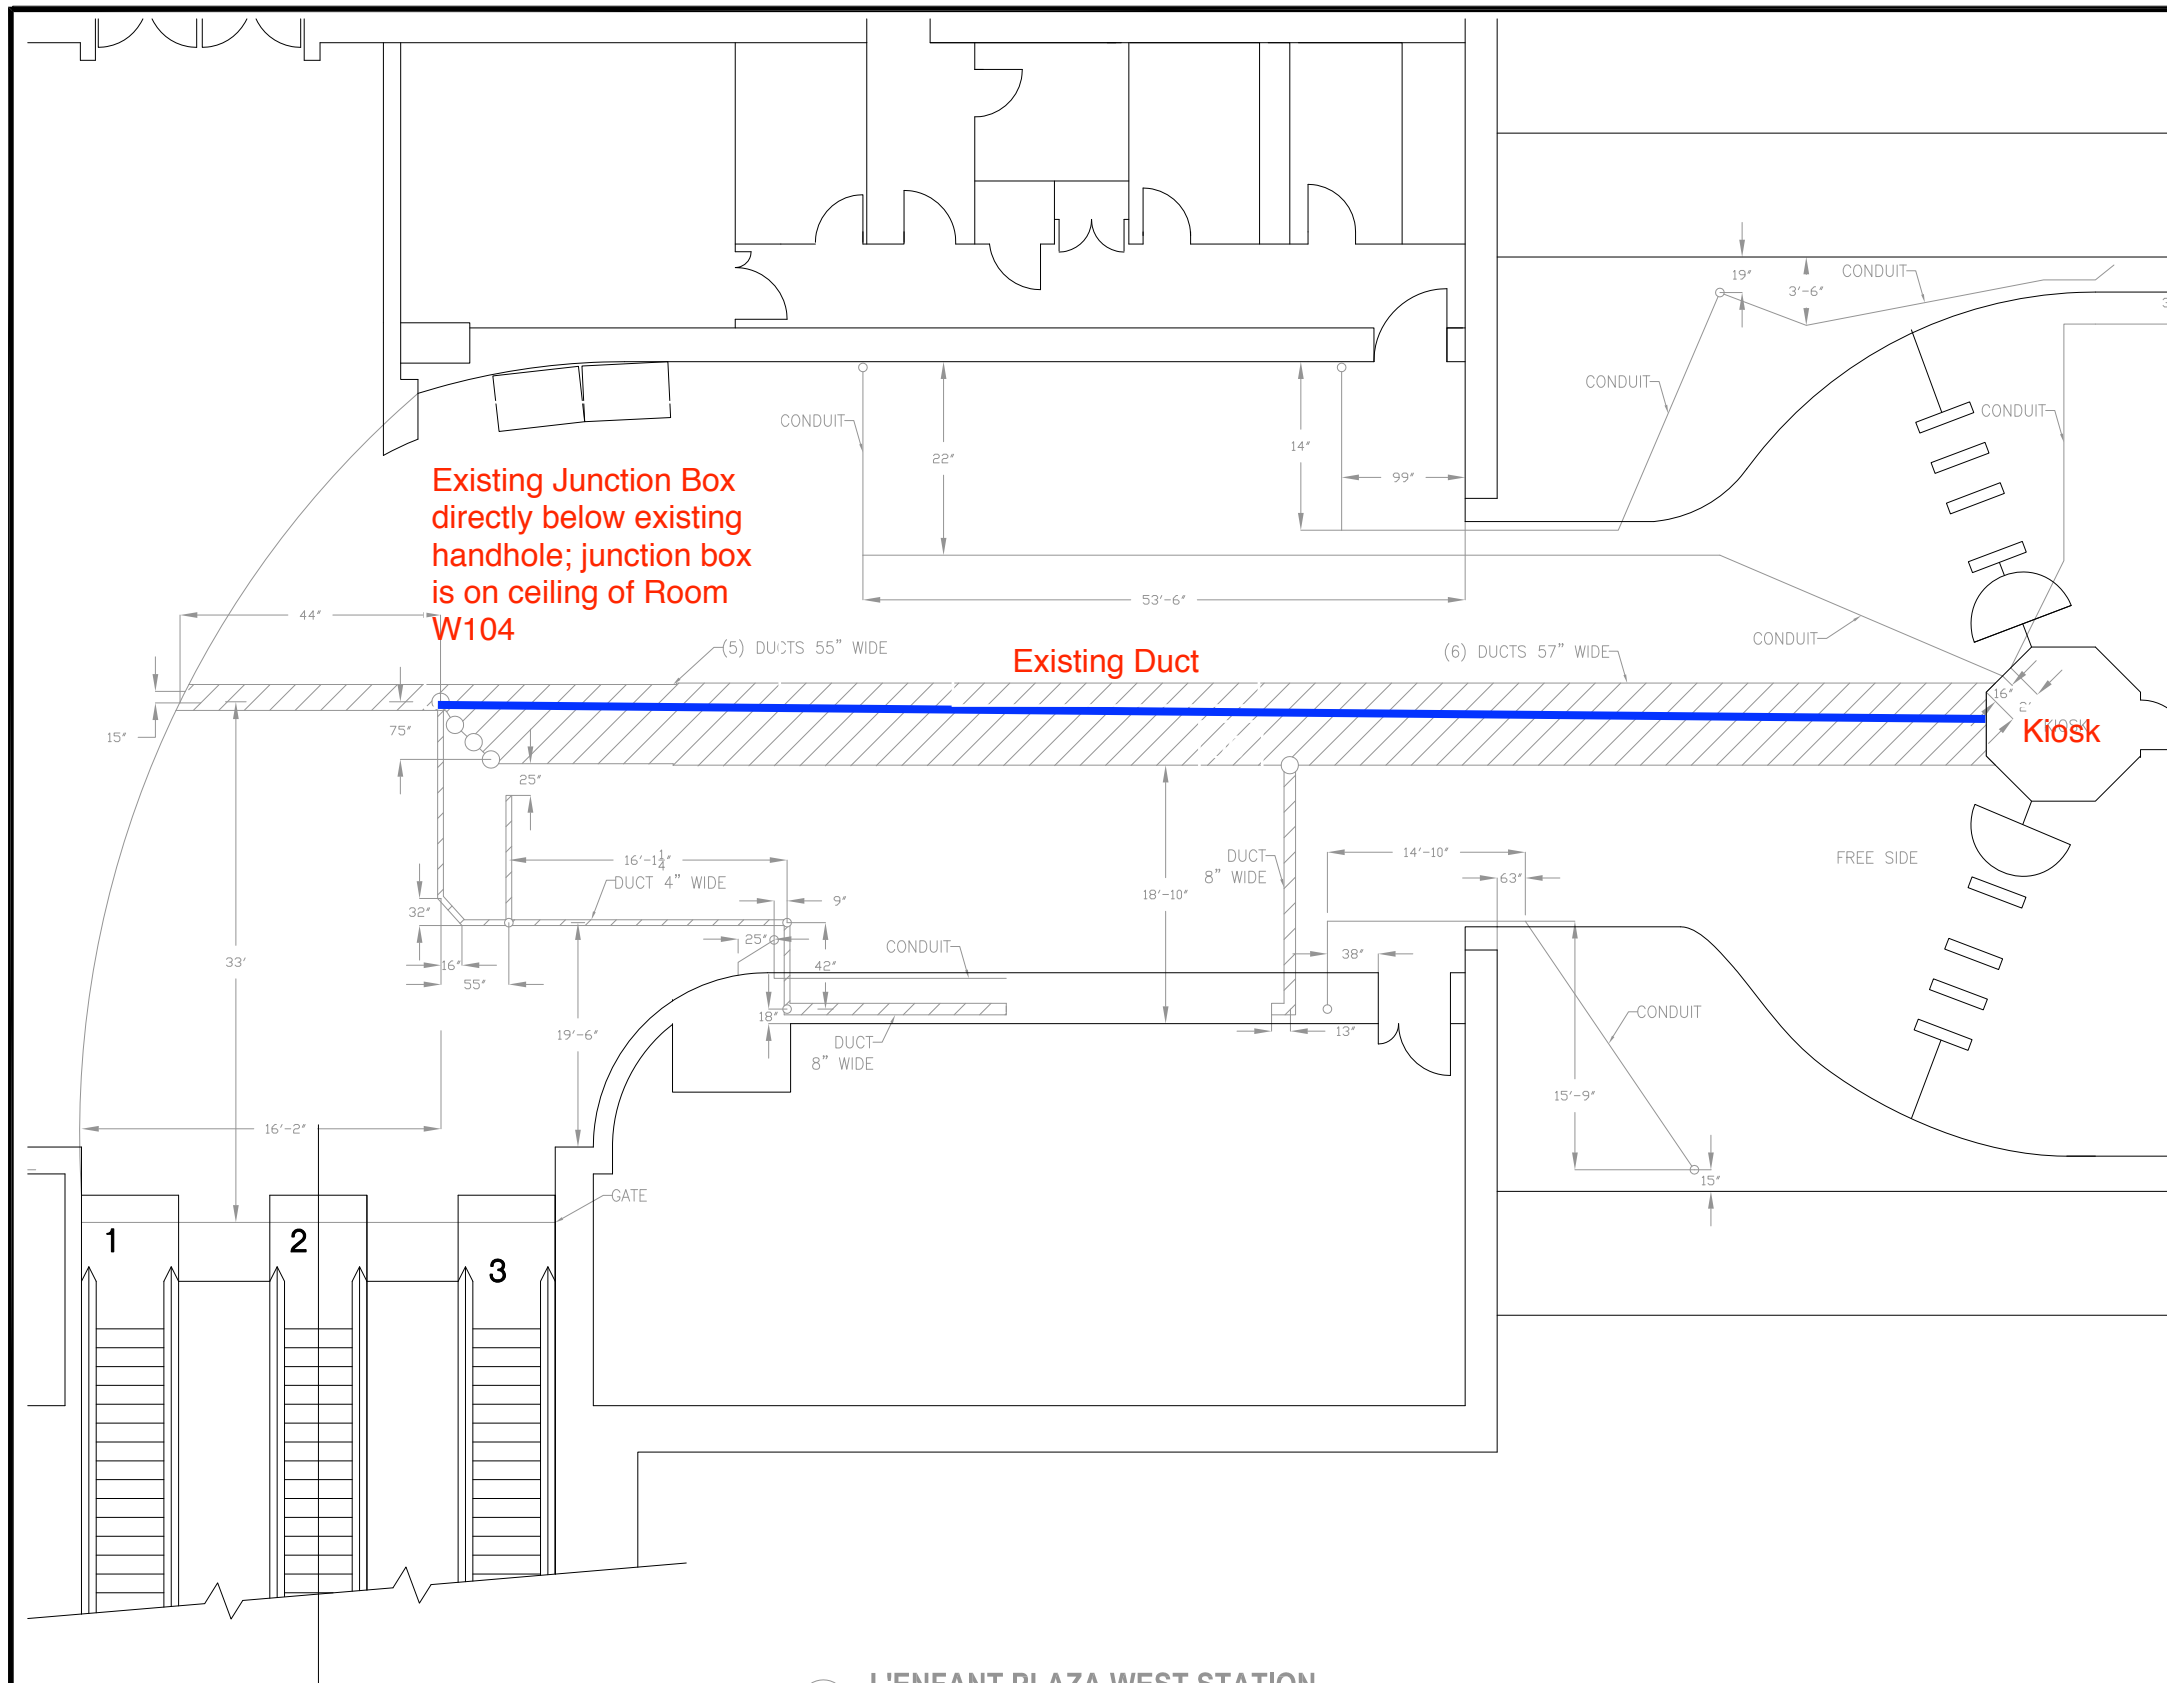 19"
3'-6"
CONDUIT
CONDUIT
CONDUIT
CONDUIT
14"
22"
99"
Existing Junction Box
directly below existing
handhole; junction box
is on ceiling of Room
W104
53'-6"
44"
CONDUIT
(5) DUCTS 55" WIDE
Existing Duct
(6) DUCTS 57" WIDE
16"
2'
KIOSK
Kiosk
75"
15"
25"
16'-1 1/4"
14'-10"
DUCT
8" WIDE
FREE SIDE
DUCT 4" WIDE
63"
18'-10"
9"
32"
25"
CONDUIT
38"
33'
16"
42"
55"
18"
CONDUIT
19'-6"
13"
DUCT
8" WIDE
15'-9"
16'-2"
15"
GATE
1
2
3
L'ENFANT PLAZA WEST STATION